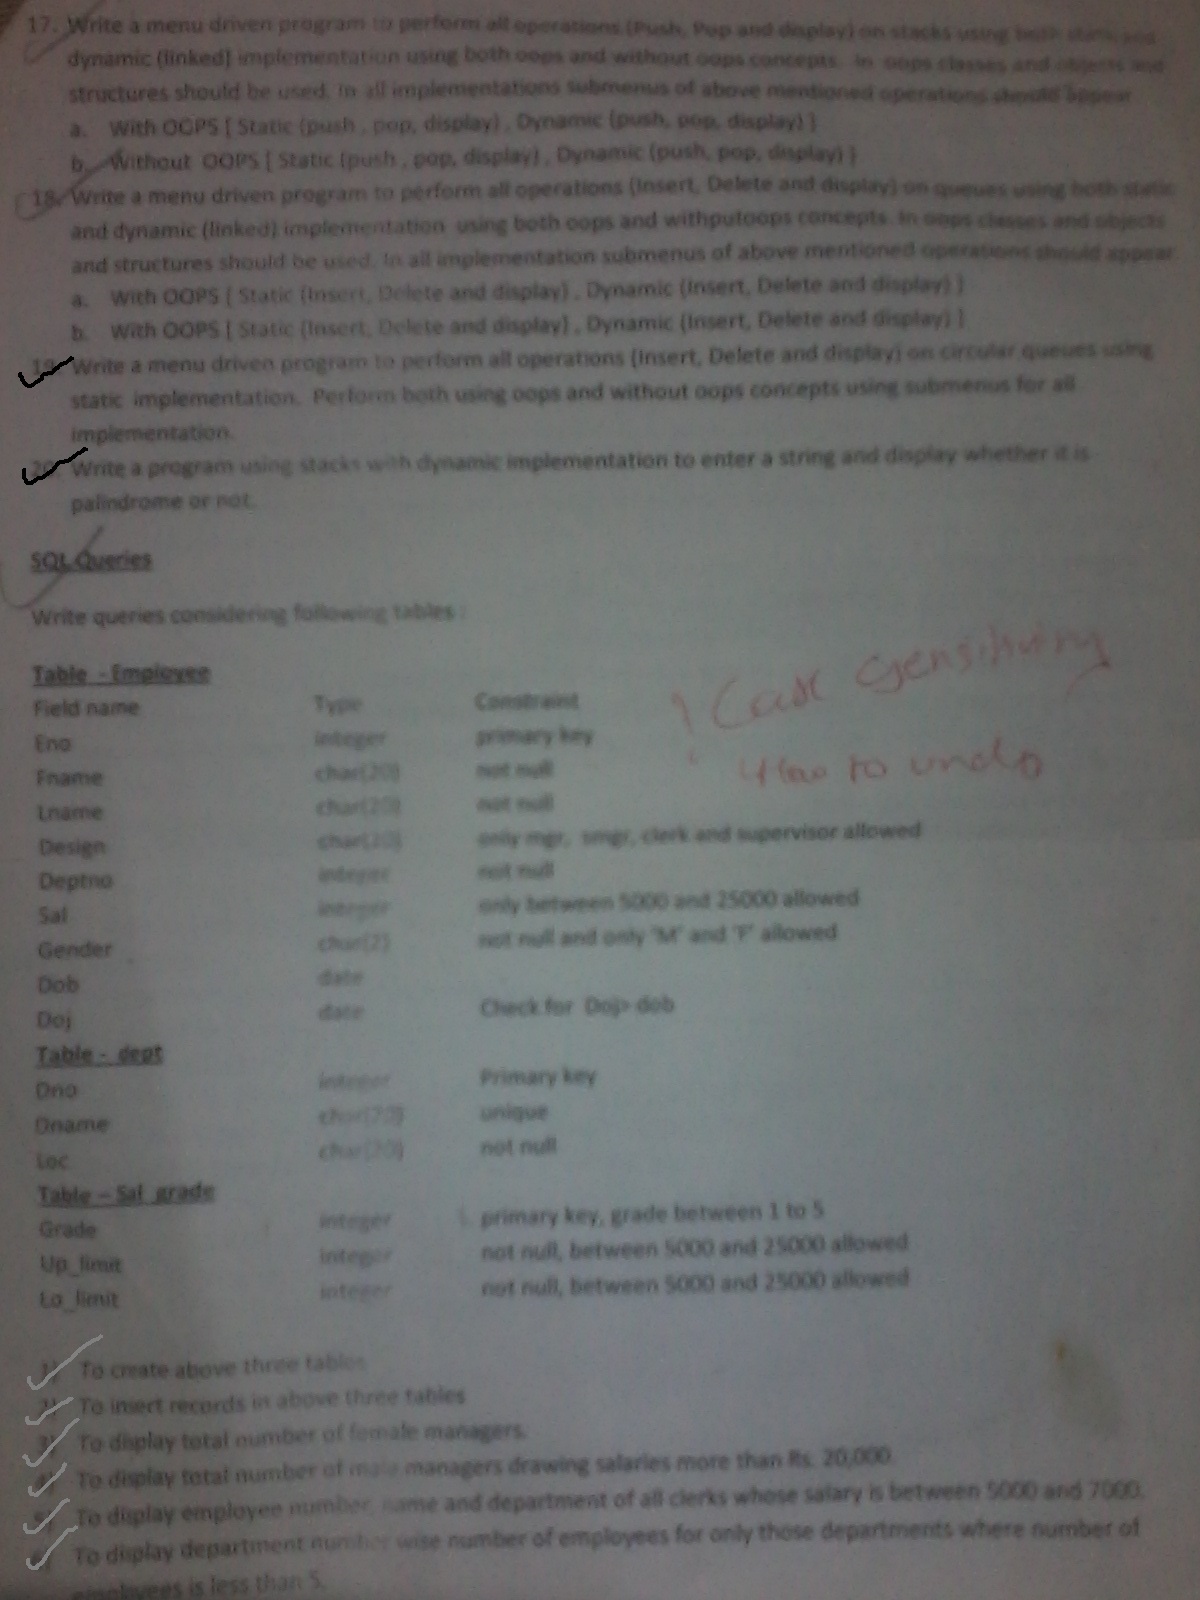 17. Write a menu driven program to perform all operations (Push, Pop and display) on stacks using both static and
dynamic (linked) implementation using both oops and without oops concepts. In oops classes and objects and
structures should be used. In all implementations submenus of above mentioned operations should appear
a. With OOPS [ Static (push , pop, display) , Dynamic (push, pop, display) ]
b. Without OOPS [ Static (push , pop, display) , Dynamic (push, pop, display) ]
18. Write a menu driven program to perform all operations (Insert, Delete and display) on queues using both static
and dynamic (linked) implementation using both oops and withputoops concepts. In oops classes and objects
and structures should be used. In all implementation submenus of above mentioned operations should appear
a. With OOPS [ Static (Insert, Delete and display) , Dynamic (Insert, Delete and display) ]
b. With OOPS [ Static (Insert, Delete and display) , Dynamic (Insert, Delete and display) ]
19. Write a menu driven program to perform all operations (Insert, Delete and display) on circular queues using
static implementation. Perform both using oops and without oops concepts using submenus for all
implementation.
20. Write a program using stacks with dynamic implementation to enter a string and display whether it is
palindrome or not.
SQL Queries
Write queries considering following tables :
Table - Employee
Field name Type Constraint
Case Sensitivity
Eno integer primary key
Fname char(20) not null
How to undo
Lname char(20) not null
Design char(20) only mgr, smgr, clerk and supervisor allowed
Deptno integer not null
Sal integer only between 5000 and 25000 allowed
Gender char(2) not null and only 'M' and 'F' allowed
Dob date
Doj date Check for Doj> dob
Table - dept
Dno integer Primary key
Dname char(20) unique
Loc char(20) not null
Table – Sal_grade
Grade integer primary key, grade between 1 to 5
Up_limit integer not null, between 5000 and 25000 allowed
Lo_limit integer not null, between 5000 and 25000 allowed
1) To create above three tables
2) To insert records in above three tables
3) To display total number of female managers.
4) To display total number of male managers drawing salaries more than Rs. 20,000
5) To display employee number, name and department of all clerks whose salary is between 5000 and 7000.
6) To display department number wise number of employees for only those departments where number of
employees is less than 5.